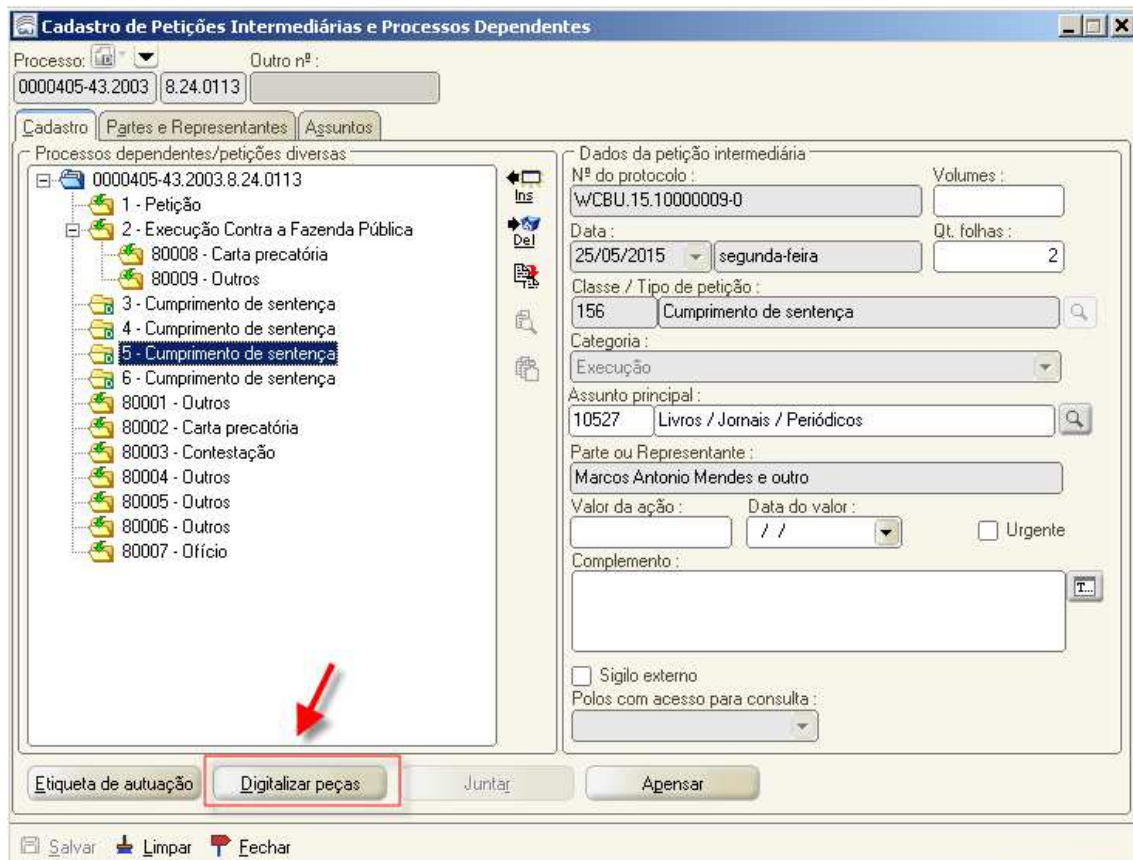 Cadastro de Petições Intermediárias e Processos Dependentes
Processo:
Outro nº :
0000405-43.2003
8.24.0113
Cadastro
Partes e Representantes
Assuntos
Processos dependentes/petições diversas
0000405-43.2003.8.24.0113
1 - Petição
2 - Execução Contra a Fazenda Pública
80008 - Carta precatória
80009 - Outros
3 - Cumprimento de sentença
4 - Cumprimento de sentença
5 - Cumprimento de sentença
6 - Cumprimento de sentença
80001 - Outros
80002 - Carta precatória
80003 - Contestação
80004 - Outros
80005 - Outros
80006 - Outros
80007 - Ofício
Ins
Del
Dados da petição intermediária
Nº do protocolo :
Volumes :
WCBU.15.10000009-0
Data :
Qt. folhas :
25/05/2015
segunda-feira
2
Classe / Tipo de petição :
156
Cumprimento de sentença
Categoria :
Execução
Assunto principal :
10527
Livros / Jornais / Periódicos
Parte ou Representante :
Marcos Antonio Mendes e outro
Valor da ação :
Data do valor :
/ /
Urgente
Complemento :
T...
Sigilo externo
Polos com acesso para consulta :
Etiqueta de autuação
Digitalizar peças
Juntar
Apensar
Salvar
Limpar
Fechar